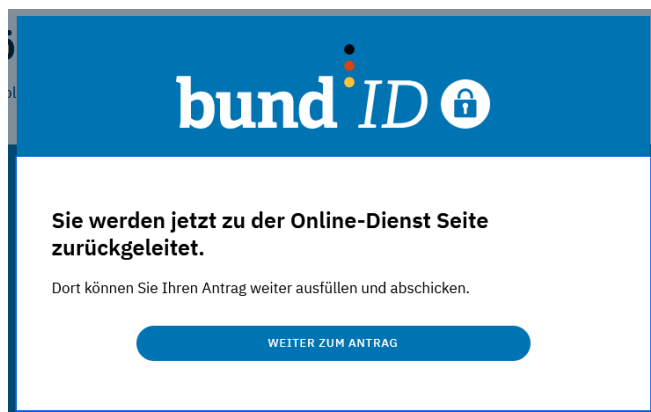 bund ID
Sie werden jetzt zu der Online-Dienst Seite
zurückgeleitet.
Dort können Sie Ihren Antrag weiter ausfüllen und abschicken.
WEITER ZUM ANTRAG